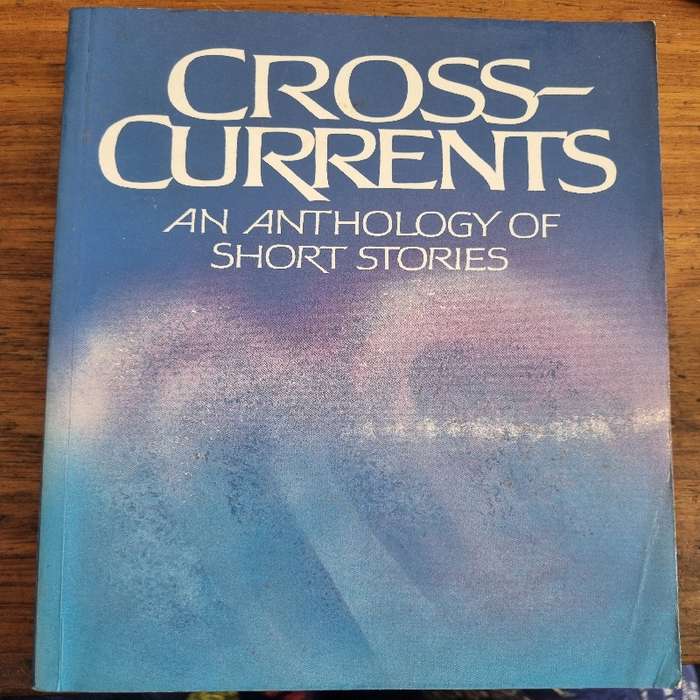 CROSS-
CURRENTS
AN ANTHOLOGY OF
SHORT STORIES